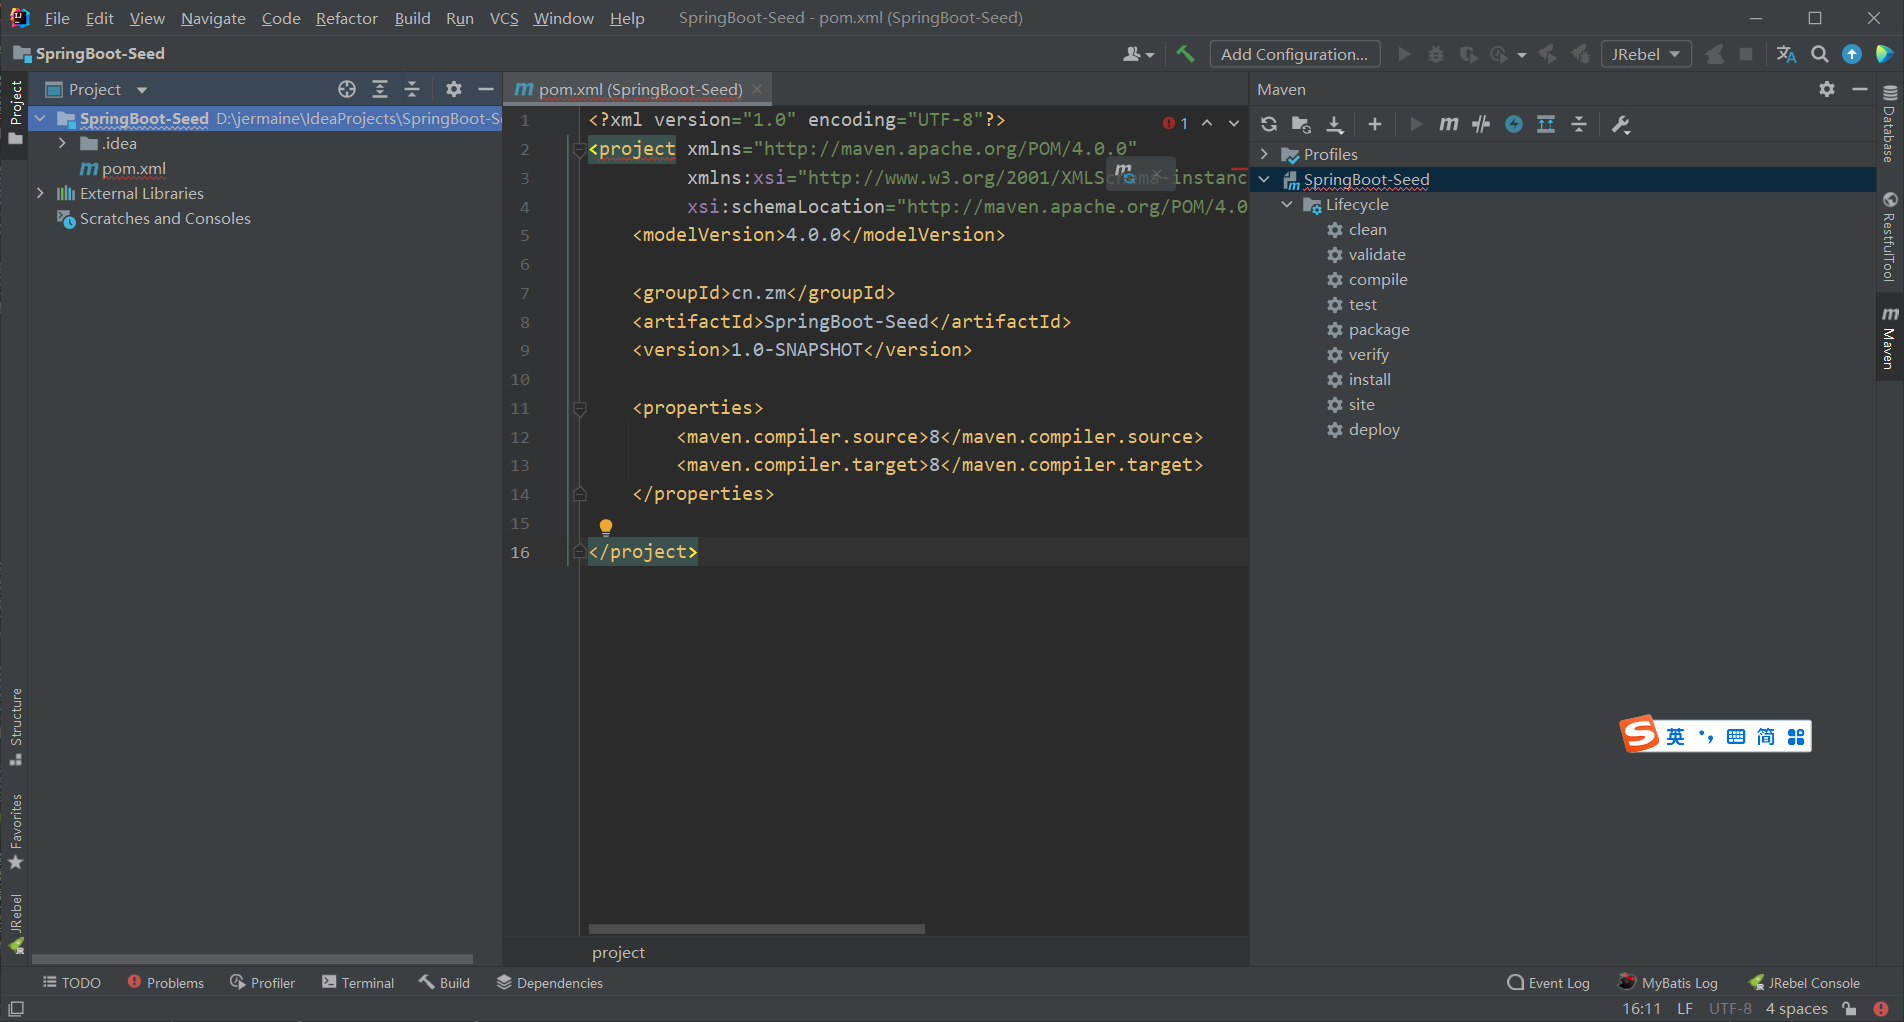 File Edit View Navigate Code Refactor Build Run VCS Window Help SpringBoot-Seed - pom.xml (SpringBoot-Seed)
SpringBoot-Seed
Add Configuration...
JRebel
Project
Project
SpringBoot-Seed D:\jermaine\IdeaProjects\SpringBoot-S
.idea
pom.xml
External Libraries
Scratches and Consoles
Structure
Favorites
JRebel
pom.xml (SpringBoot-Seed)
1
1 <?xml version="1.0" encoding="UTF-8"?>
2 <project xmlns="http://maven.apache.org/POM/4.0.0"
3 xmlns:xsi="http://www.w3.org/2001/XMLSchema-instanc
4 xsi:schemaLocation="http://maven.apache.org/POM/4.0
5 <modelVersion>4.0.0</modelVersion>
6
7 <groupId>cn.zm</groupId>
8 <artifactId>SpringBoot-Seed</artifactId>
9 <version>1.0-SNAPSHOT</version>
10
11 <properties>
12 <maven.compiler.source>8</maven.compiler.source>
13 <maven.compiler.target>8</maven.compiler.target>
14 </properties>
15
16 </project>
project
Maven
Profiles
SpringBoot-Seed
Lifecycle
clean
validate
compile
test
package
verify
install
site
deploy
Database
RestfulTool
Maven
英 简
TODO Problems Profiler Terminal Build Dependencies Event Log MyBatis Log JRebel Console
16:11 LF UTF-8 4 spaces